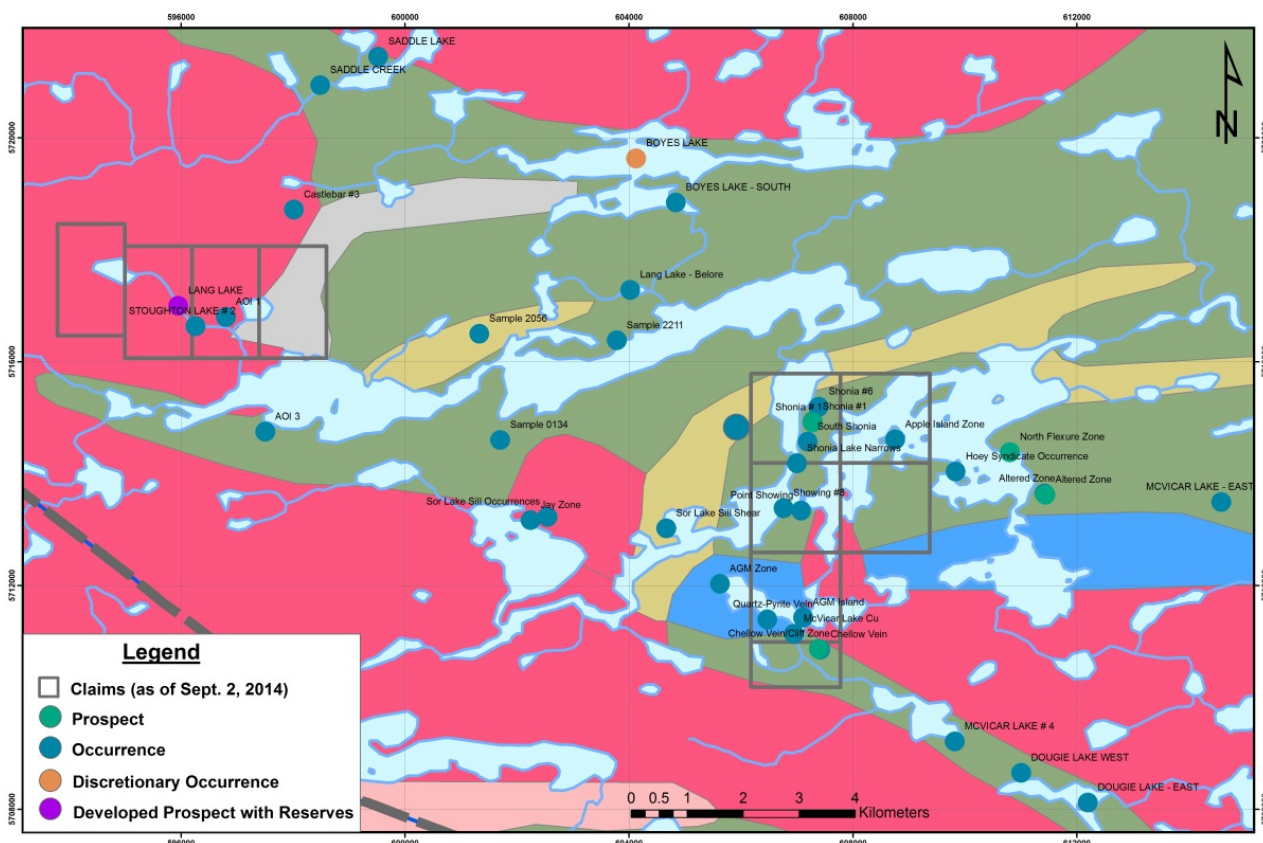 596000
600000
604000
608000
612000
SADDLE LAKE
SADDLE CREEK
N
5720000
BOYES LAKE
BOYES LAKE - SOUTH
Castlebar #3
Lang Lake - Belore
LANG LAKE
AOI 1
STOUGHTON LAKE # 2
Sample 2056
Sample 2211
5716000
AOI 3
Sample 0134
Shonia #6
Shonia # 1
Shonia #1
South Shonia
Apple Island Zone
Shonia Lake Narrows
North Flexure Zone
Hoey Syndicate Occurrence
Altered Zone
Altered Zone
MCVICAR LAKE - EAST
Point Showing
Showing #8
Sor Lake Sill Occurrences
Jay Zone
Sor Lake Sill Shear
5712000
AGM Zone
Quartz-Pyrite Vein
AGM Island
McVicar Lake Cu
Chellow Vein/Cliff Zone
Chellow Vein
MCVICAR LAKE # 4
DOUGIE LAKE WEST
DOUGIE LAKE - EAST
Legend
Claims (as of Sept. 2, 2014)
Prospect
Occurrence
Discretionary Occurrence
Developed Prospect with Reserves
0 0.5 1 2 3 4
Kilometers
5708000
596000
600000
604000
608000
612000